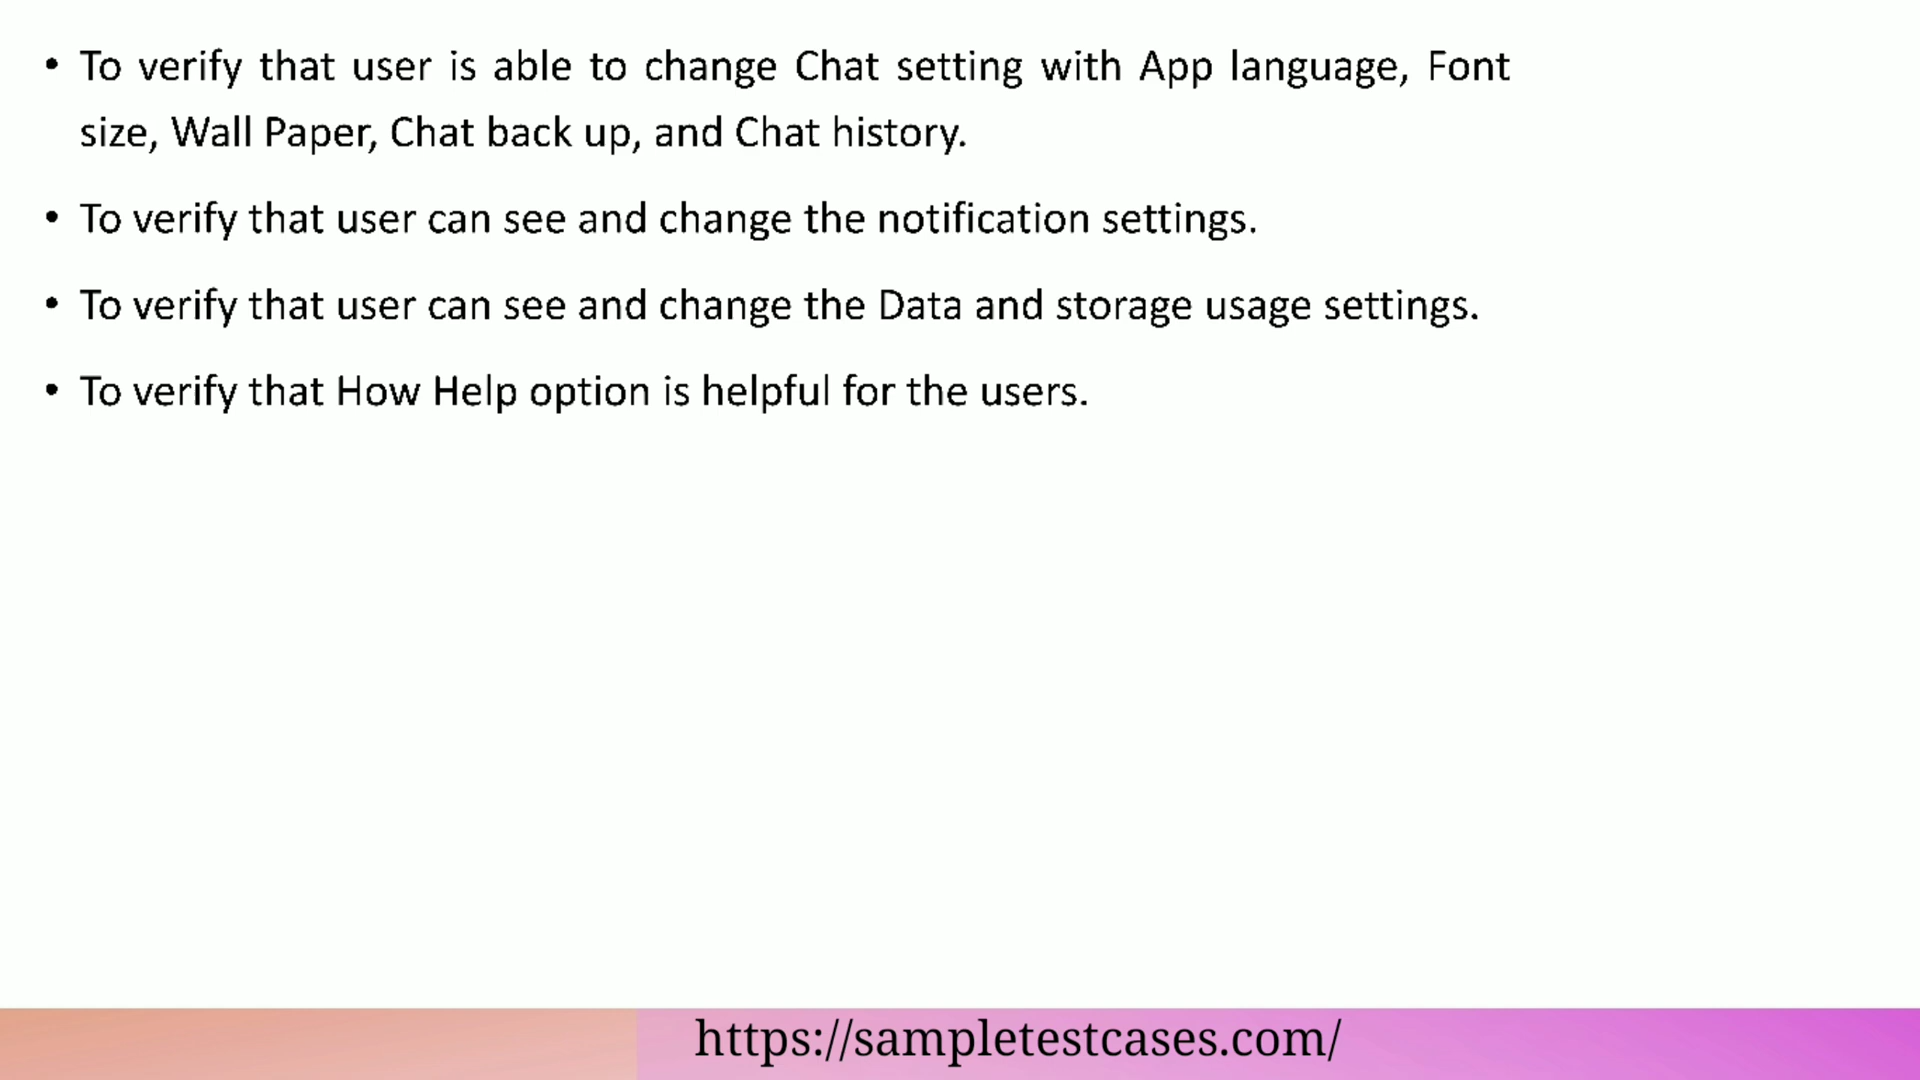 • To verify that user is able to change Chat setting with App language, Font
size, Wall Paper, Chat back up, and Chat history.
• To verify that user can see and change the notification settings.
• To verify that user can see and change the Data and storage usage settings.
• To verify that How Help option is helpful for the users.
https://sampletestcases.com/